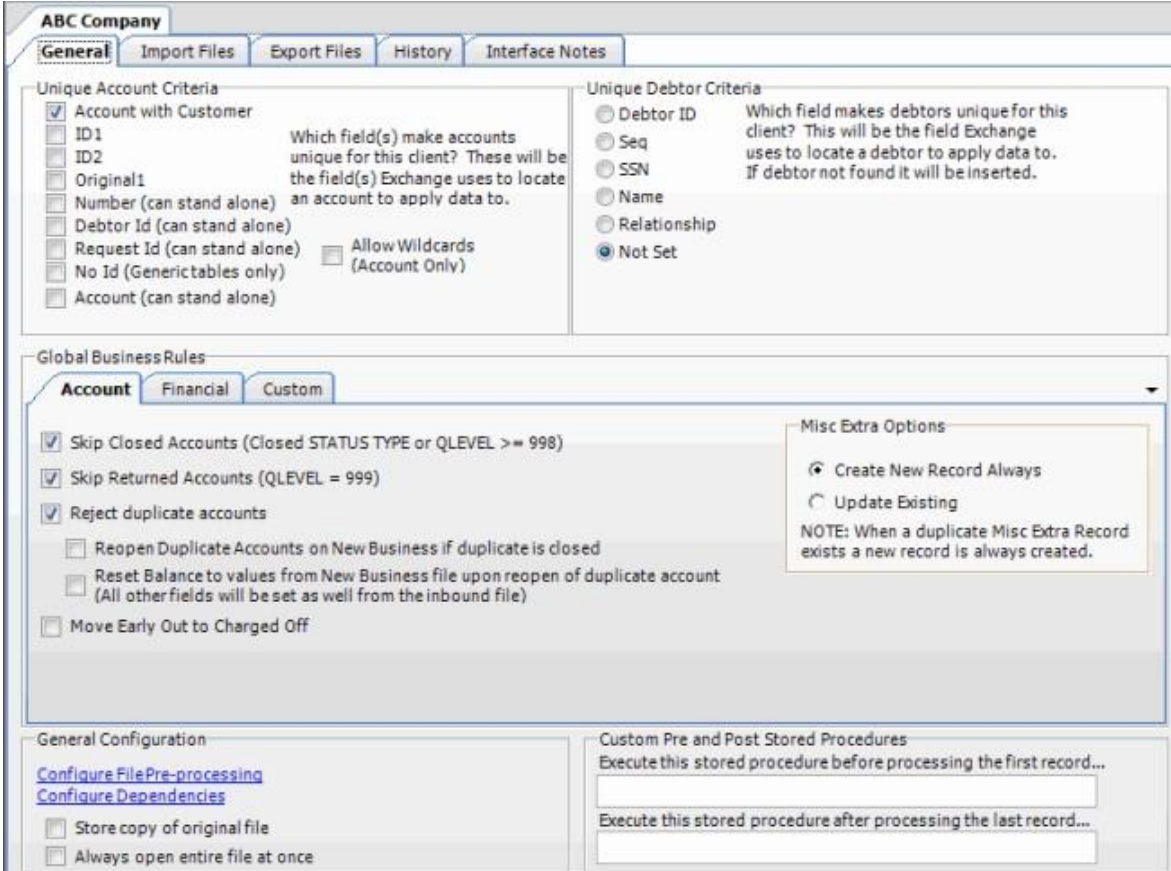 ABC Company
General
Import Files
Export Files
History
Interface Notes
Unique Account Criteria
Account with Customer
ID1
ID2
Original1
Number (can stand alone)
Debtor Id (can stand alone)
Request Id (can stand alone)
No Id (Generic tables only)
Account (can stand alone)
Which field(s) make accounts
unique for this client? These will be
the field(s) Exchange uses to locate
an account to apply data to.
Allow Wildcards
(Account Only)
Unique Debtor Criteria
Debtor ID
Seq
SSN
Name
Relationship
Not Set
Which field makes debtors unique for this
client? This will be the field Exchange
uses to locate a debtor to apply data to.
If debtor not found it will be inserted.
Global Business Rules
Account
Financial
Custom
Skip Closed Accounts (Closed STATUS TYPE or QLEVEL >= 998)
Skip Returned Accounts (QLEVEL = 999)
Reject duplicate accounts
Reopen Duplicate Accounts on New Business if duplicate is closed
Reset Balance to values from New Business file upon reopen of duplicate account
(All other fields will be set as well from the inbound file)
Move Early Out to Charged Off
Misc Extra Options
Create New Record Always
Update Existing
NOTE: When a duplicate Misc Extra Record
exists a new record is always created.
General Configuration
Configure File Pre-processing
Configure Dependencies
Store copy of original file
Always open entire file at once
Custom Pre and Post Stored Procedures
Execute this stored procedure before processing the first record...
Execute this stored procedure after processing the last record...